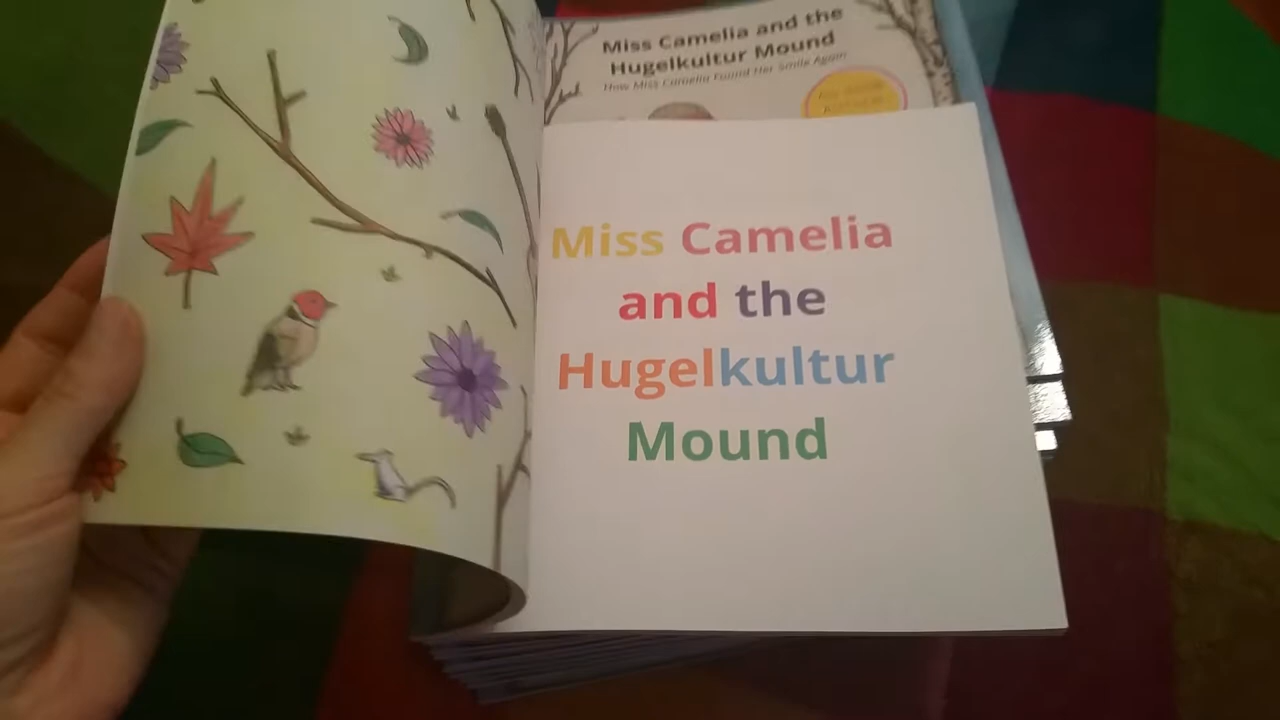 Miss Camelia and the
Hugelkultur Mound
How Miss Camelia Found Her Smile Again
Miss Camelia
and the
Hugelkultur
Mound